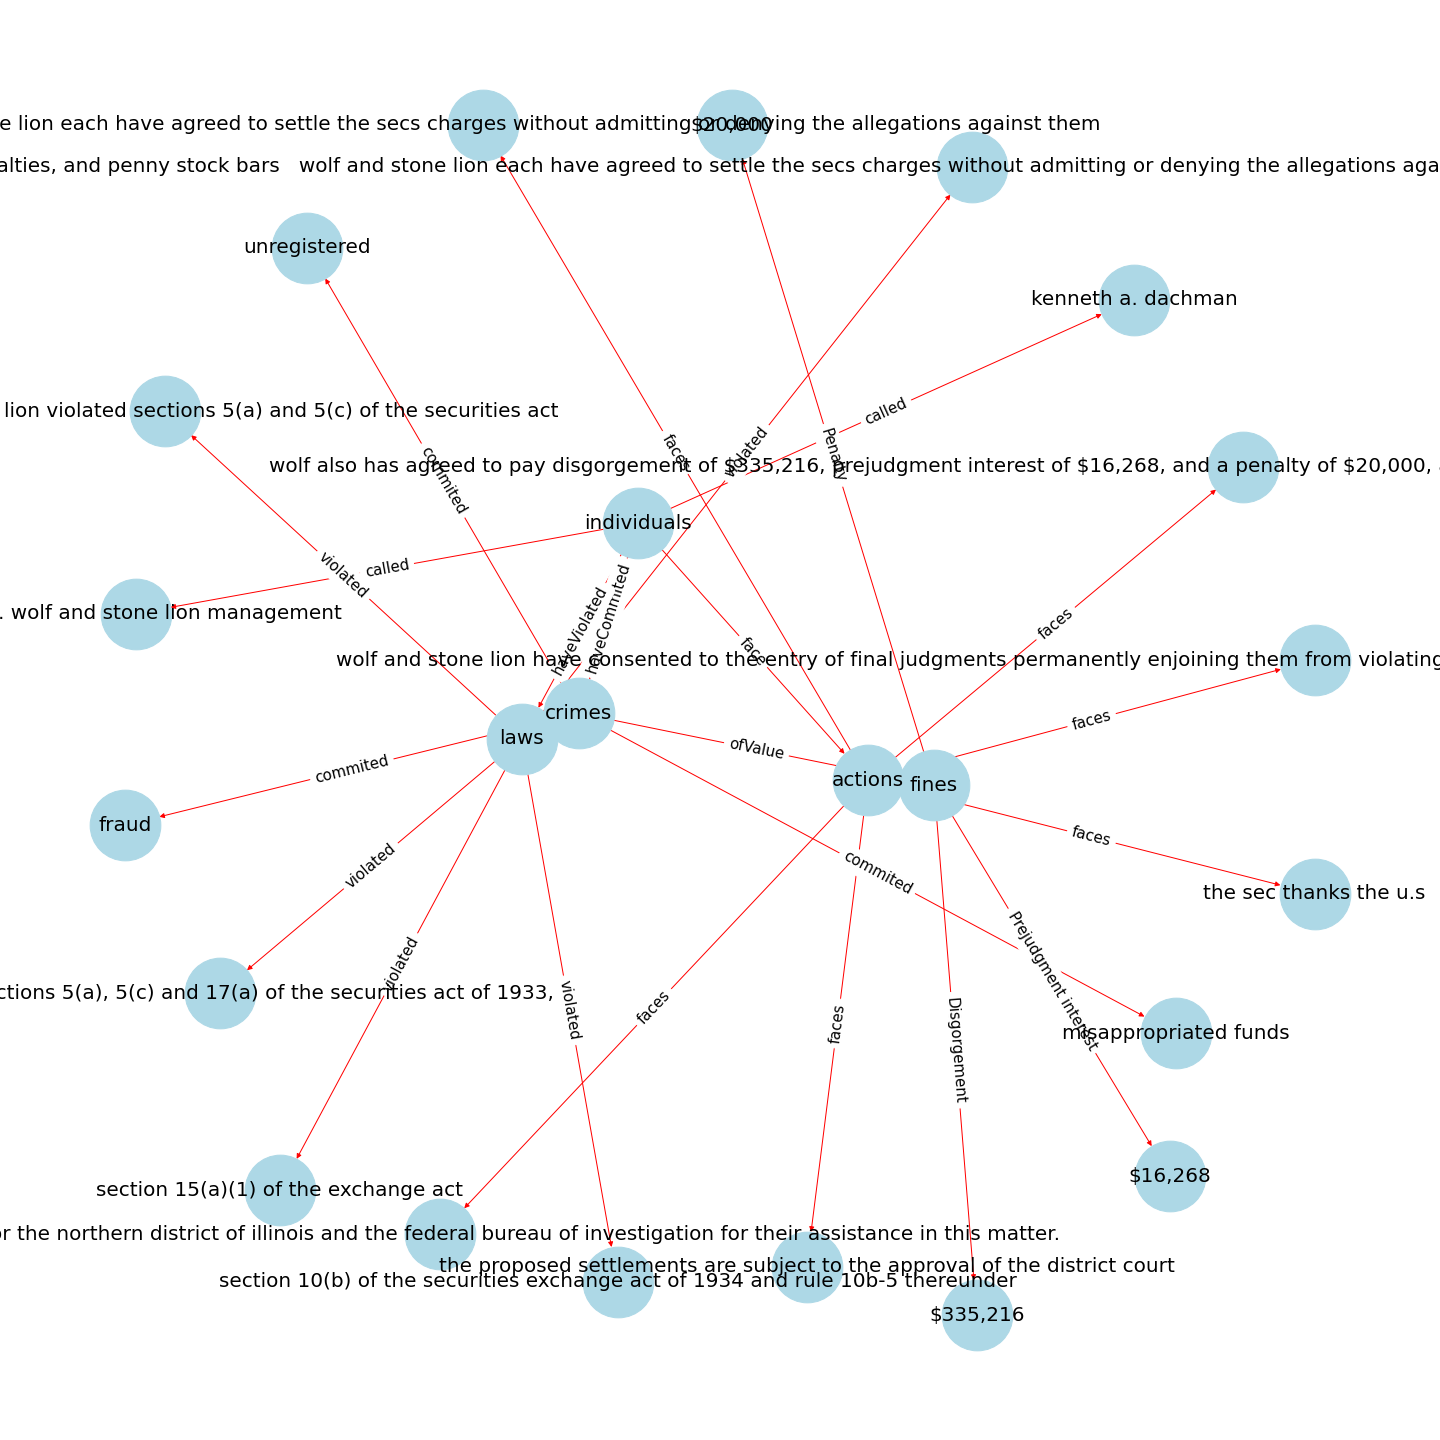 e lion each have agreed to settle the secs charges without admitting or denying the allegations against them
$20,000
alties, and penny stock bars   wolf and stone lion each have agreed to settle the secs charges without admitting or denying the allegations aga
unregistered
kenneth a. dachman
called
lion violated sections 5(a) and 5(c) of the securities act
faces
violated
Penalty
commited
wolf also has agreed to pay disgorgement of $335,216, prejudgment interest of $16,268, and a penalty of $20,000,
individuals
violated
called
. wolf and stone lion management
haveViolated
haveCommited
face
faces
wolf and stone lion have consented to the entry of final judgments permanently enjoining them from violating
crimes
laws
ofValue
faces
commited
actions
fines
fraud
faces
violated
commited
the sec thanks the u.s
violated
ctions 5(a), 5(c) and 17(a) of the securities act of 1933,
violated
faces
faces
Disgorgement
Prejudgment interest
misappropriated funds
section 15(a)(1) of the exchange act
$16,268
or the northern district of illinois and the federal bureau of investigation for their assistance in this matter.
the proposed settlements are subject to the approval of the district court
section 10(b) of the securities exchange act of 1934 and rule 10b-5 thereunder
$335,216